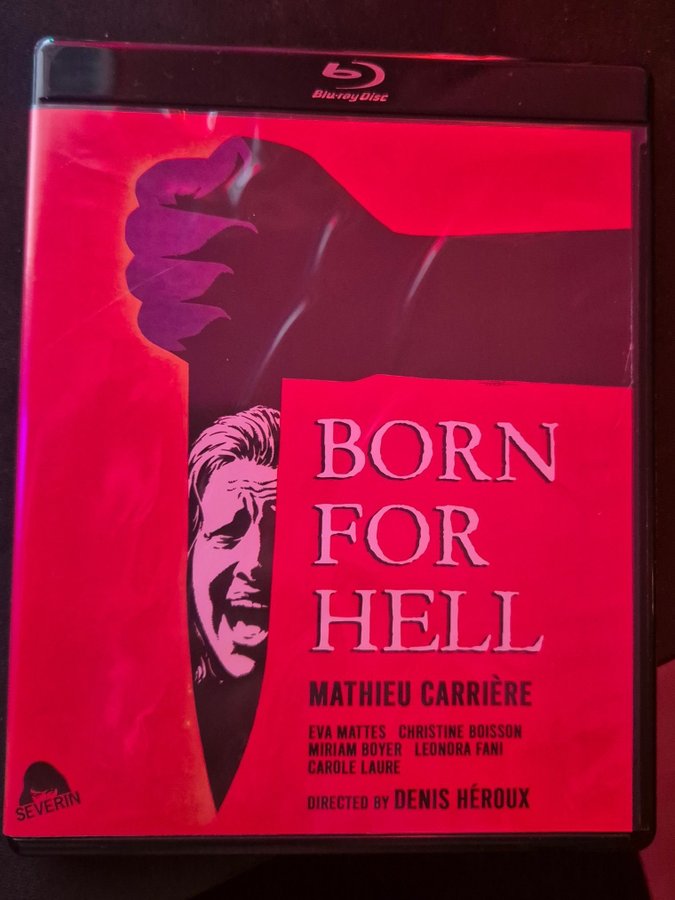 Blu-ray Disc
BORN
FOR
HELL
MATHIEU CARRIÈRE
EVA MATTES CHRISTINE BOISSON
MIRIAM BOYER LEONORA FANI
CAROLE LAURE
DIRECTED BY DENIS HÉROUX
SEVERIN